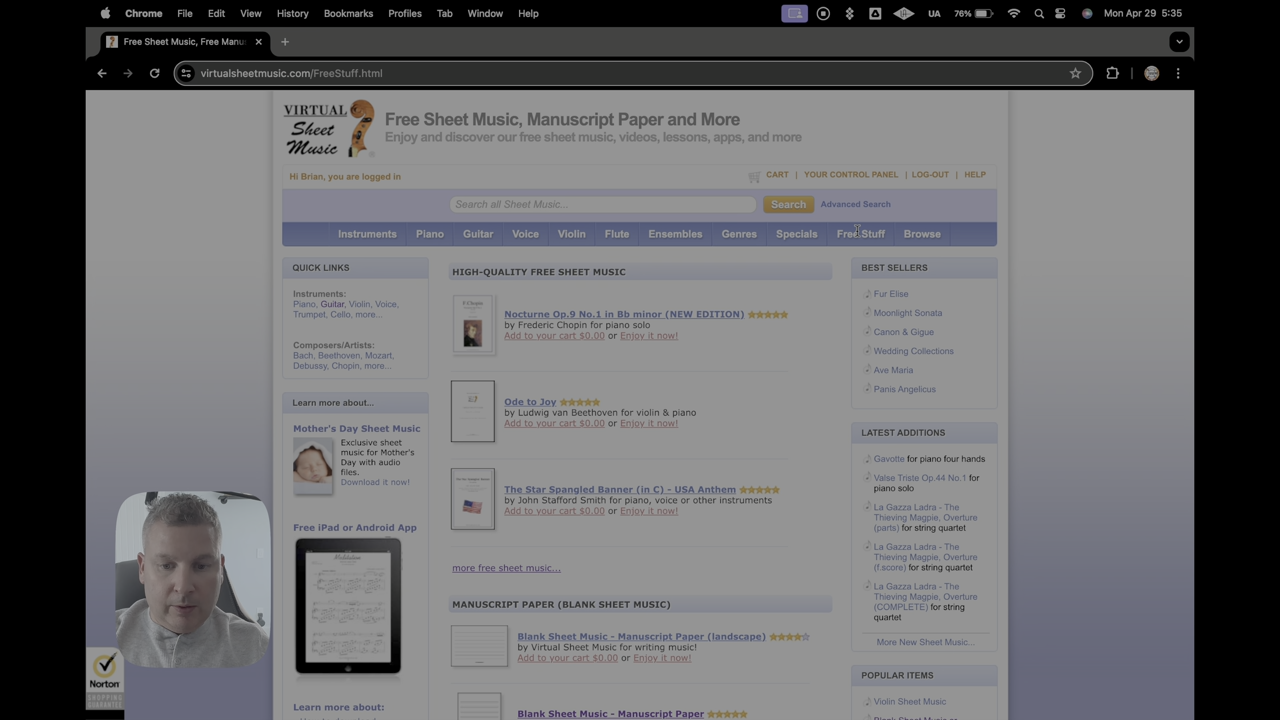 Chrome File Edit View History Bookmarks Profiles Tab Window Help UA 76% Mon Apr 29 5:35
Free Sheet Music, Free Manu
virtualsheetmusic.com/FreeStuff.html
VIRTUAL
Sheet
Music
Free Sheet Music, Manuscript Paper and More
Enjoy and discover our free sheet music, videos, lessons, apps, and more
Hi Brian, you are logged in
CART | YOUR CONTROL PANEL | LOG-OUT | HELP
Search all Sheet Music... Search Advanced Search
Instruments Piano Guitar Voice Violin Flute Ensembles Genres Specials Free Stuff Browse
QUICK LINKS
Instruments:
Piano, Guitar, Violin, Voice,
Trumpet, Cello, more...
Composers/Artists:
Bach, Beethoven, Mozart,
Debussy, Chopin, more...
Learn more about...
Mother's Day Sheet Music
Exclusive sheet
music for Mother's
Day with audio
files.
Download it now!
Free iPad or Android App
Learn more about:
Norton
HIGH-QUALITY FREE SHEET MUSIC
Nocturne Op.9 No.1 in Bb minor (NEW EDITION)
by Frederic Chopin for piano solo
Add to your cart $0.00 or Enjoy it now!
Ode to Joy
by Ludwig van Beethoven for violin & piano
Add to your cart $0.00 or Enjoy it now!
The Star Spangled Banner (in C) - USA Anthem
by John Stafford Smith for piano, voice or other instruments
Add to your cart $0.00 or Enjoy it now!
more free sheet music...
MANUSCRIPT PAPER (BLANK SHEET MUSIC)
Blank Sheet Music - Manuscript Paper (landscape)
by Virtual Sheet Music for writing music!
Add to your cart $0.00 or Enjoy it now!
Blank Sheet Music - Manuscript Paper
BEST SELLERS
Fur Elise
Moonlight Sonata
Canon & Gigue
Wedding Collections
Ave Maria
Panis Angelicus
LATEST ADDITIONS
Gavotte for piano four hands
Valse Triste Op.44 No.1 for
piano solo
La Gazza Ladra - The
Thieving Magpie, Overture
(parts) for string quartet
La Gazza Ladra - The
Thieving Magpie, Overture
(f.score) for string quartet
La Gazza Ladra - The
Thieving Magpie, Overture
(COMPLETE) for string
quartet
More New Sheet Music...
POPULAR ITEMS
Violin Sheet Music